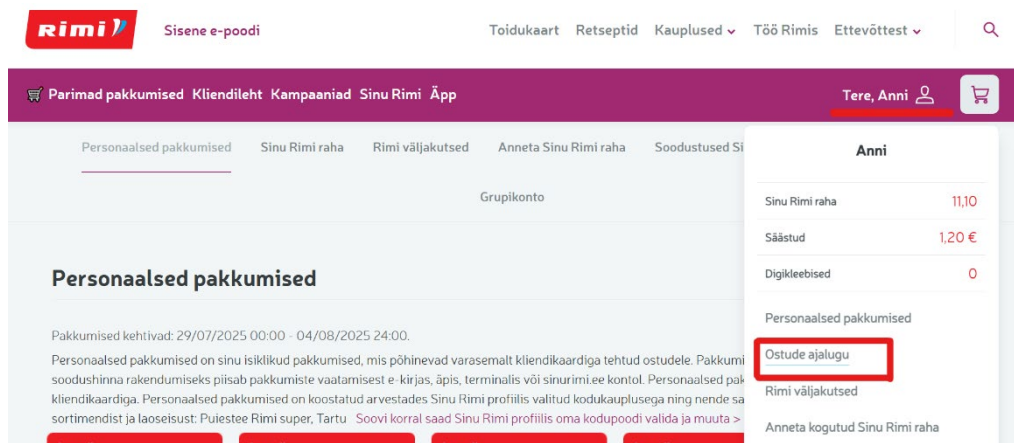 Rimi
Sisene e-poodi
Toidukaart Retseptid Kauplused Töö Rimis Ettevõttest
Parimad pakkumised Kliendileht Kampaaniad Sinu Rimi Äpp
Tere, Anni
Personaalsed pakkumised Sinu Rimi raha Rimi väljakutsed Anneta Sinu Rimi raha Soodustused Si
Grupikonto
Anni
Sinu Rimi raha 11,10
Säästud 1,20 €
Digikleebised 0
Personaalsed pakkumised
Ostude ajalugu
Rimi väljakutsed
Anneta kogutud Sinu Rimi raha
Personaalsed pakkumised
Pakkumised kehtivad: 29/07/2025 00:00 - 04/08/2025 24:00.
Personaalsed pakkumised on sinu isiklikud pakkumised, mis põhinevad varasemalt kliendikaardiga tehtud ostudele. Pakkumi
soodushinna rakendumiseks piisab pakkumiste vaatamisest e-kirjas, äpis, terminalis või sinurimi.ee kontol. Personaalsed pak
kliendikaardiga. Personaalsed pakkumised on koostatud arvestades Sinu Rimi profiilis valitud kodukauplusega ning nende sa
sortimendist ja laoseisust: Puiestee Rimi super, Tartu Soovi korral saad Sinu Rimi profiilis oma kodupoodi valida ja muuta >